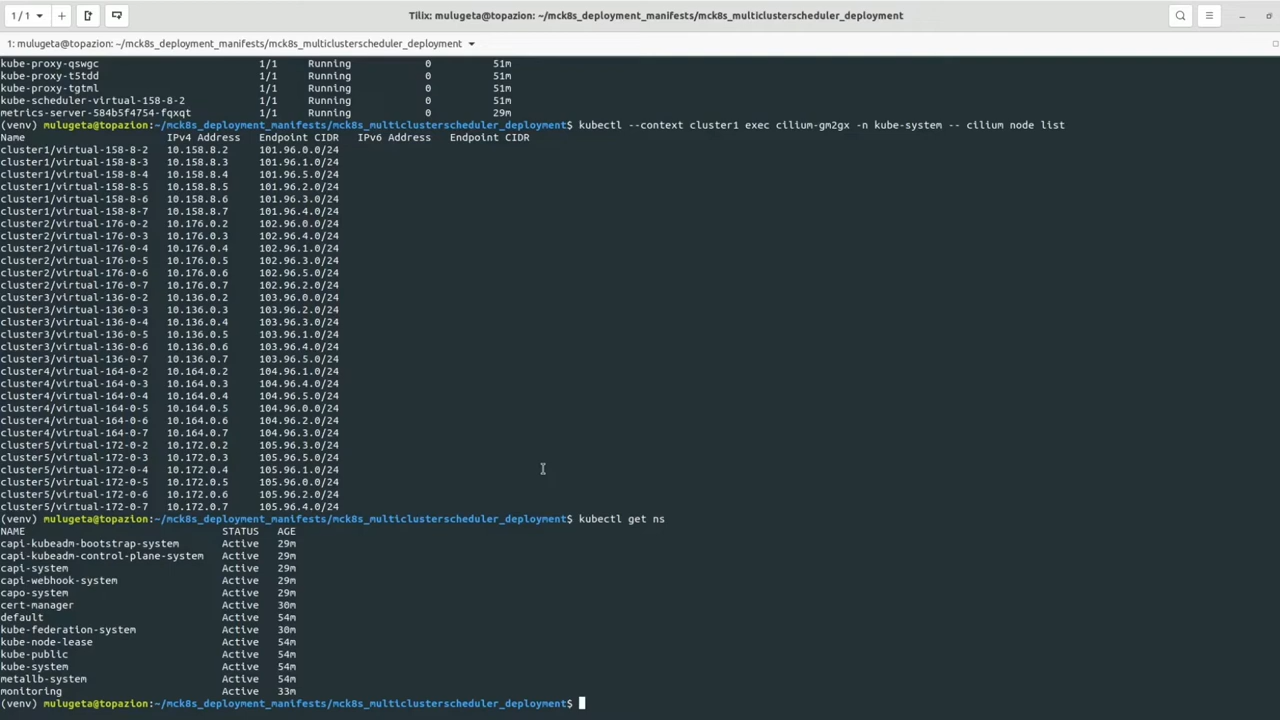 1 / 1
Tilix: mulugeta@topazion: ~/mck8s_deployment_manifests/mck8s_multiclusterscheduler_deployment
1: mulugeta@topazion: ~/mck8s_deployment_manifests/mck8s_multiclusterscheduler_deployment
kube-proxy-qswgc 1/1 Running 0 51m
kube-proxy-t5tdd 1/1 Running 0 51m
kube-proxy-tgtml 1/1 Running 0 51m
kube-scheduler-virtual-158-8-2 1/1 Running 0 51m
metrics-server-584b5f4754-fqxqt 1/1 Running 0 29m
(venv) mulugeta@topazion:~/mck8s_deployment_manifests/mck8s_multiclusterscheduler_deployment$ kubectl --context cluster1 exec cilium-gm2gx -n kube-system -- cilium node list
Name IPv4 Address Endpoint CIDR IPv6 Address Endpoint CIDR
cluster1/virtual-158-8-2 10.158.8.2 101.96.0.0/24
cluster1/virtual-158-8-3 10.158.8.3 101.96.1.0/24
cluster1/virtual-158-8-4 10.158.8.4 101.96.5.0/24
cluster1/virtual-158-8-5 10.158.8.5 101.96.2.0/24
cluster1/virtual-158-8-6 10.158.8.6 101.96.3.0/24
cluster1/virtual-158-8-7 10.158.8.7 101.96.4.0/24
cluster2/virtual-176-0-2 10.176.0.2 102.96.0.0/24
cluster2/virtual-176-0-3 10.176.0.3 102.96.4.0/24
cluster2/virtual-176-0-4 10.176.0.4 102.96.1.0/24
cluster2/virtual-176-0-5 10.176.0.5 102.96.3.0/24
cluster2/virtual-176-0-6 10.176.0.6 102.96.5.0/24
cluster2/virtual-176-0-7 10.176.0.7 102.96.2.0/24
cluster3/virtual-136-0-2 10.136.0.2 103.96.0.0/24
cluster3/virtual-136-0-3 10.136.0.3 103.96.2.0/24
cluster3/virtual-136-0-4 10.136.0.4 103.96.3.0/24
cluster3/virtual-136-0-5 10.136.0.5 103.96.1.0/24
cluster3/virtual-136-0-6 10.136.0.6 103.96.4.0/24
cluster3/virtual-136-0-7 10.136.0.7 103.96.5.0/24
cluster4/virtual-164-0-2 10.164.0.2 104.96.1.0/24
cluster4/virtual-164-0-3 10.164.0.3 104.96.4.0/24
cluster4/virtual-164-0-4 10.164.0.4 104.96.5.0/24
cluster4/virtual-164-0-5 10.164.0.5 104.96.0.0/24
cluster4/virtual-164-0-6 10.164.0.6 104.96.2.0/24
cluster4/virtual-164-0-7 10.164.0.7 104.96.3.0/24
cluster5/virtual-172-0-2 10.172.0.2 105.96.3.0/24
cluster5/virtual-172-0-3 10.172.0.3 105.96.5.0/24
cluster5/virtual-172-0-4 10.172.0.4 105.96.1.0/24
cluster5/virtual-172-0-5 10.172.0.5 105.96.0.0/24
cluster5/virtual-172-0-6 10.172.0.6 105.96.2.0/24
cluster5/virtual-172-0-7 10.172.0.7 105.96.4.0/24
(venv) mulugeta@topazion:~/mck8s_deployment_manifests/mck8s_multiclusterscheduler_deployment$ kubectl get ns
NAME STATUS AGE
capi-kubeadm-bootstrap-system Active 29m
capi-kubeadm-control-plane-system Active 29m
capi-system Active 29m
capi-webhook-system Active 29m
capo-system Active 29m
cert-manager Active 30m
default Active 54m
kube-federation-system Active 30m
kube-node-lease Active 54m
kube-public Active 54m
kube-system Active 54m
metallb-system Active 54m
monitoring Active 33m
(venv) mulugeta@topazion:~/mck8s_deployment_manifests/mck8s_multiclusterscheduler_deployment$